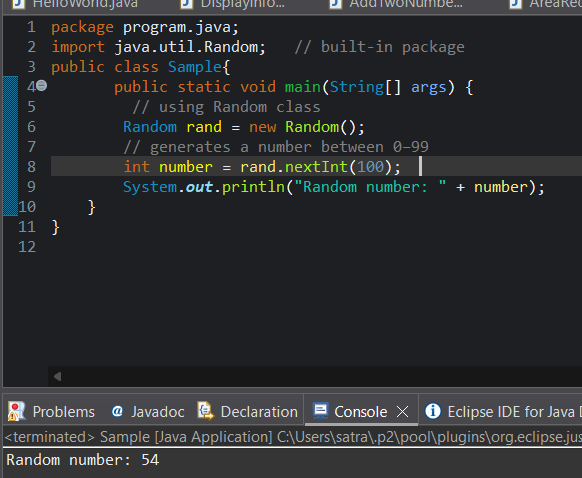 HelloWorld.java DisplayInfo... AddTwoNumbe... AreaRec
1 package program.java;
2 import java.util.Random;   // built-in package
3 public class Sample{
4 public static void main(String[] args) {
5 // using Random class
6 Random rand = new Random();
7 // generates a number between 0–99
8 int number = rand.nextInt(100);
9 System.out.println("Random number: " + number);
10 }
11 }
12
Problems @ Javadoc Declaration Console Eclipse IDE for Java D
<terminated> Sample [Java Application] C:\Users\satra\.p2\pool\plugins\org.eclipse.jus
Random number: 54